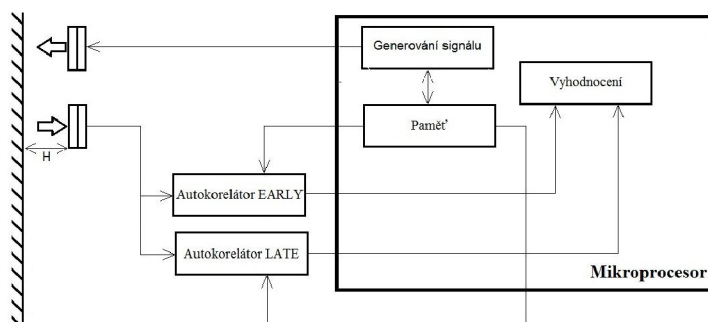 Generování signálu
Vyhodnocení
Paměť
H
Autokorelátor EARLY
Autokorelátor LATE
Mikroprocesor